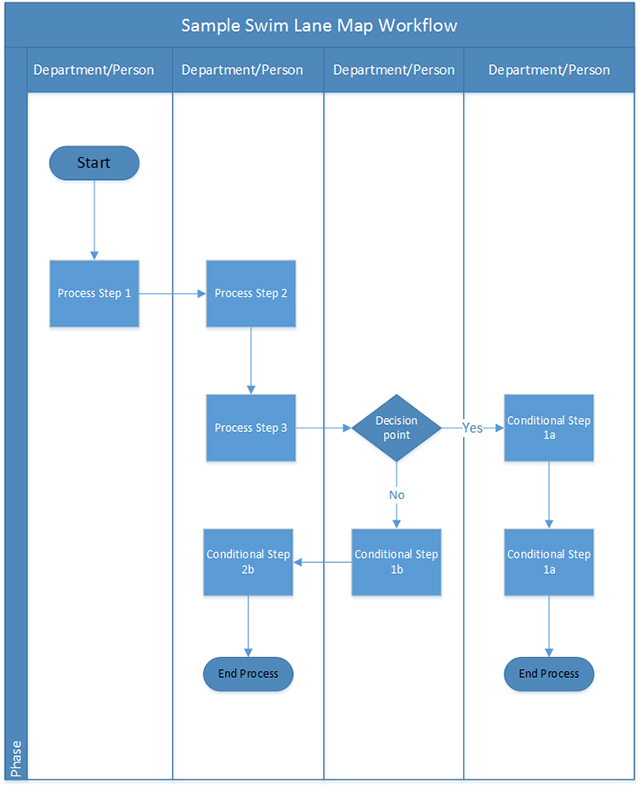 Sample Swim Lane Map Workflow
Department/Person
Department/Person
Department/Person
Department/Person
Start
Process Step 1
Process Step 2
Process Step 3
Decision
point
Yes
Conditional Step
1a
No
Conditional Step
2b
Conditional Step
1b
Conditional Step
1a
End Process
End Process
Phase